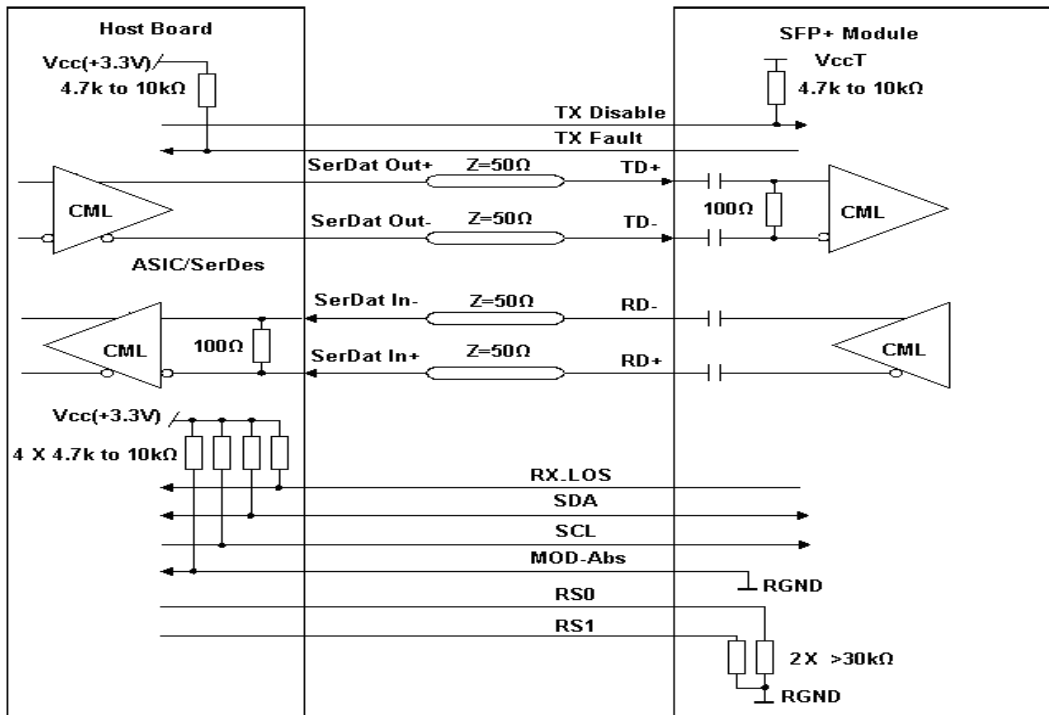 Host Board
SFP+ Module
Vcc(+3.3V)
4.7k to 10kΩ
VccT
4.7k to 10kΩ
TX Disable
TX Fault
SerDat Out+
Z=50Ω
TD+
CML
100Ω
CML
SerDat Out-
Z=50Ω
TD-
ASIC/SerDes
SerDat In-
Z=50Ω
RD-
CML
100Ω
CML
SerDat In+
Z=50Ω
RD+
Vcc(+3.3V)
4 X 4.7k to 10kΩ
RX-LOS
SDA
SCL
MOD-Abs
RGND
RS0
RS1
2X >30kΩ
RGND